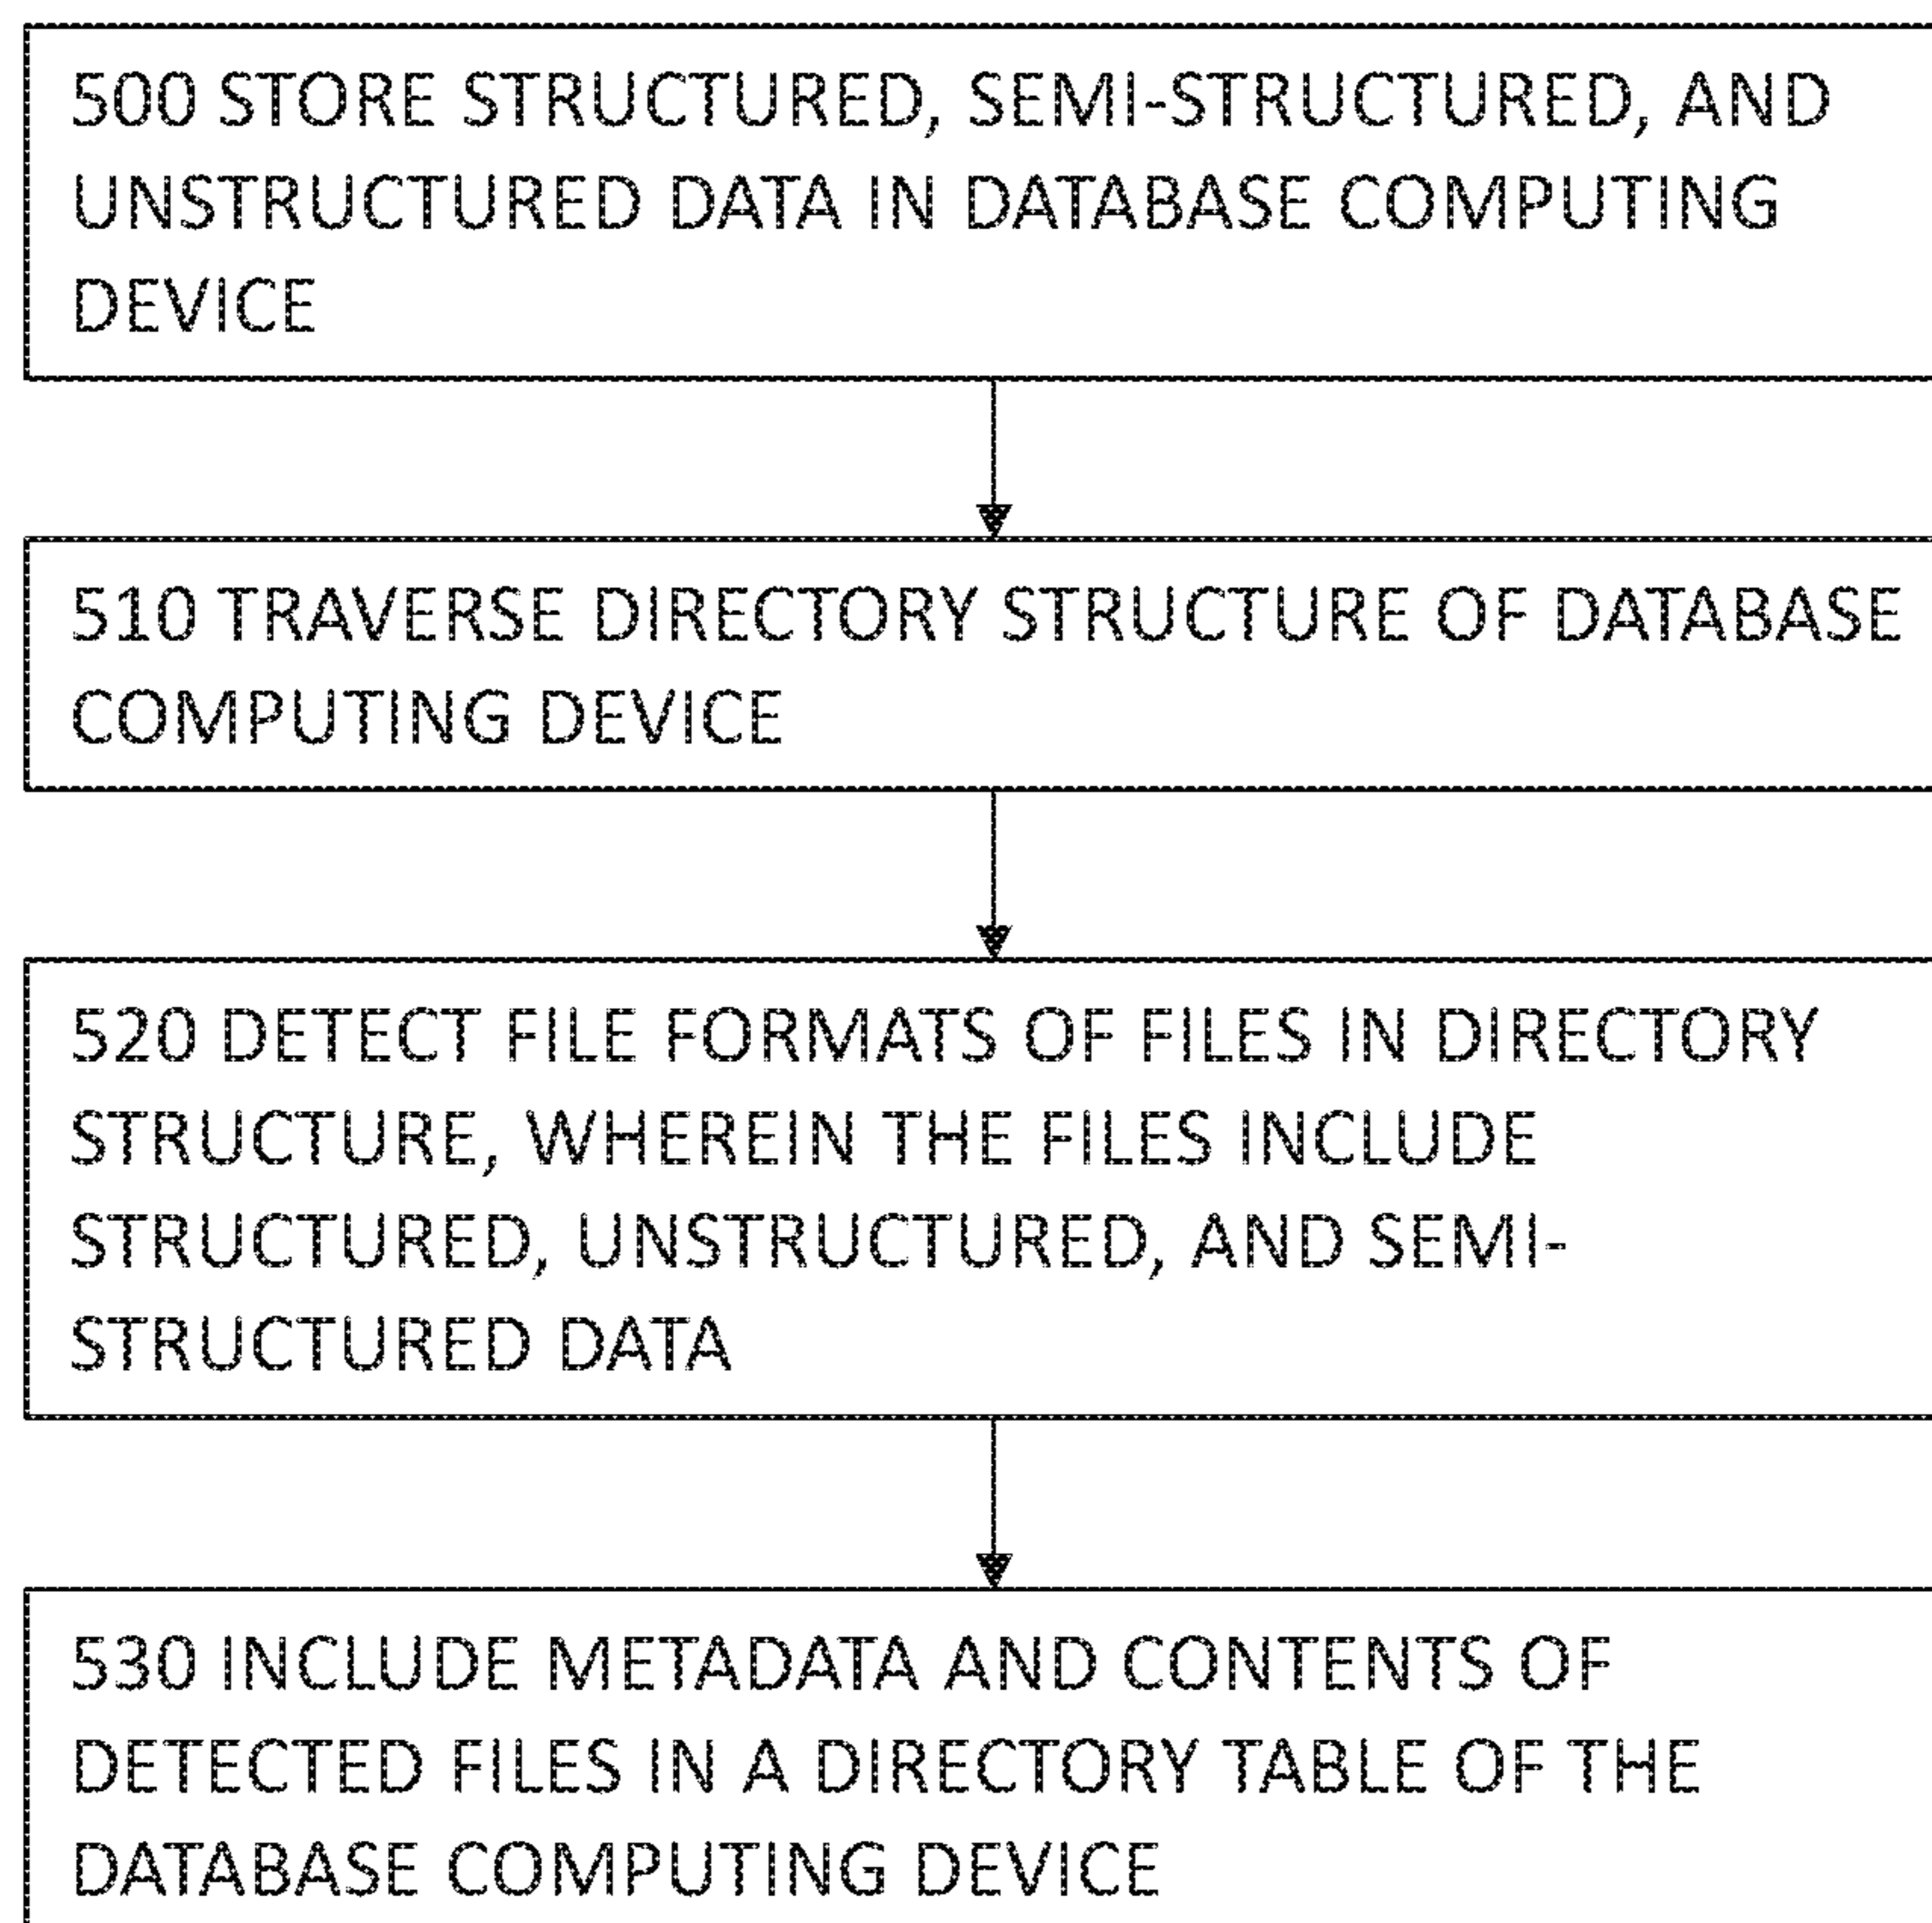 500 STORE STRUCTURED, SEMI-STRUCTURED, AND
UNSTRUCTURED DATA IN DATABASE COMPUTING
DEVICE
510 TRAVERSE DIRECTORY STRUCTURE OF DATABASE
COMPUTING DEVICE
520 DETECT FILE FORMATS OF FILES IN DIRECTORY
STRUCTURE, WHEREIN THE FILES INCLUDE
STRUCTURED, UNSTRUCTURED, AND SEMI-
STRUCTURED DATA
530 INCLUDE METADATA AND CONTENTS OF
DETECTED FILES IN A DIRECTORY TABLE OF THE
DATABASE COMPUTING DEVICE